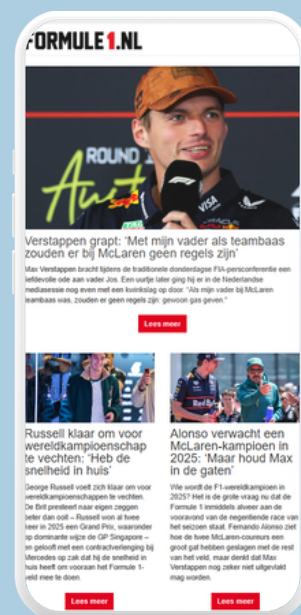 FORMULE1.NL
ROUND
Aust
VISA
Verstappen grapt: 'Met mijn vader als teambaas
zouden er bij McLaren geen regels zijn'
Max Verstappen bracht tijdens de traditionele donderdagse FIA-persconferentie een
liefdevolle ode aan vader Jos. Een uurtje later ging hij er in de Nederlandse
mediasessie nog even met een kwinkslag op door. "Als mijn vader bij McLaren
teambaas was, zouden er geen regels zijn: gewoon gas geven."
Lees meer
Russell klaar om voor
wereldkampioenschap
te vechten: 'Heb de
snelheid in huis'
George Russell voelt zich klaar om voor
wereldkampioenschappen te vechten.
De Brit presteert naar eigen zeggen
beter dan ooit – Russell won al twee
keer in 2025 een Grand Prix, waaronder
op dominante wijze de GP Singapore –
en gelooft met een contractverlenging bij
Mercedes op zak dat hij de snelheid in
huis heeft om vooraan het Formule 1-
veld mee te doen.
Lees meer
Alonso verwacht een
McLaren-kampioen in
2025: 'Maar houd Max
in de gaten'
Wie wordt de F1-wereldkampioen in
2025? Het is de grote vraag nu dat de
Formule 1 inmiddels alweer aan de
vooravond van de negentiende race van
het seizoen staat. Fernando Alonso ziet
hoe de twee McLaren-coureurs een
groot gat hebben geslagen met de rest
van het veld, maar denkt dat Max
Verstappen nog zeker niet uitgevlakt
mag worden.
Lees meer